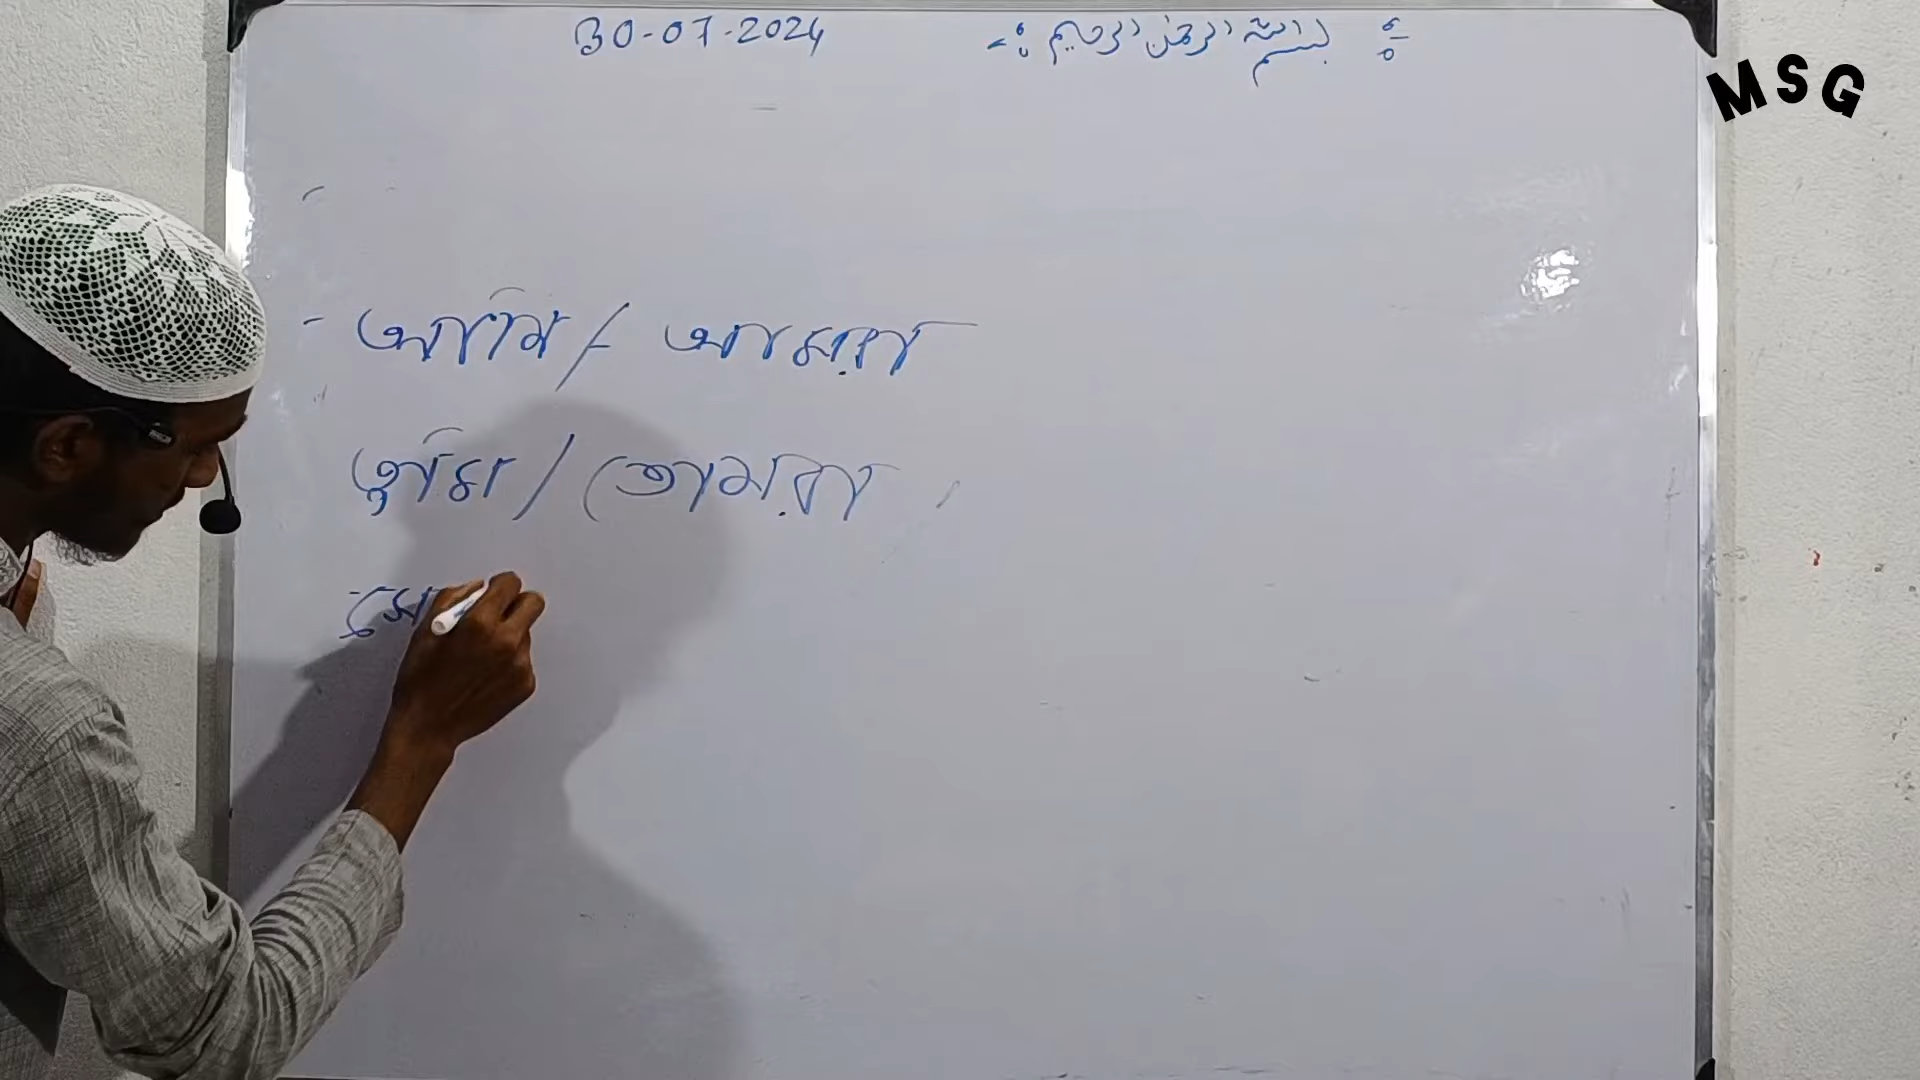 30-07-2024 -: بسم الله الرحمن الرحيم :-
MSG
- আমি / আমরা
তুমি / তোমরা
সে